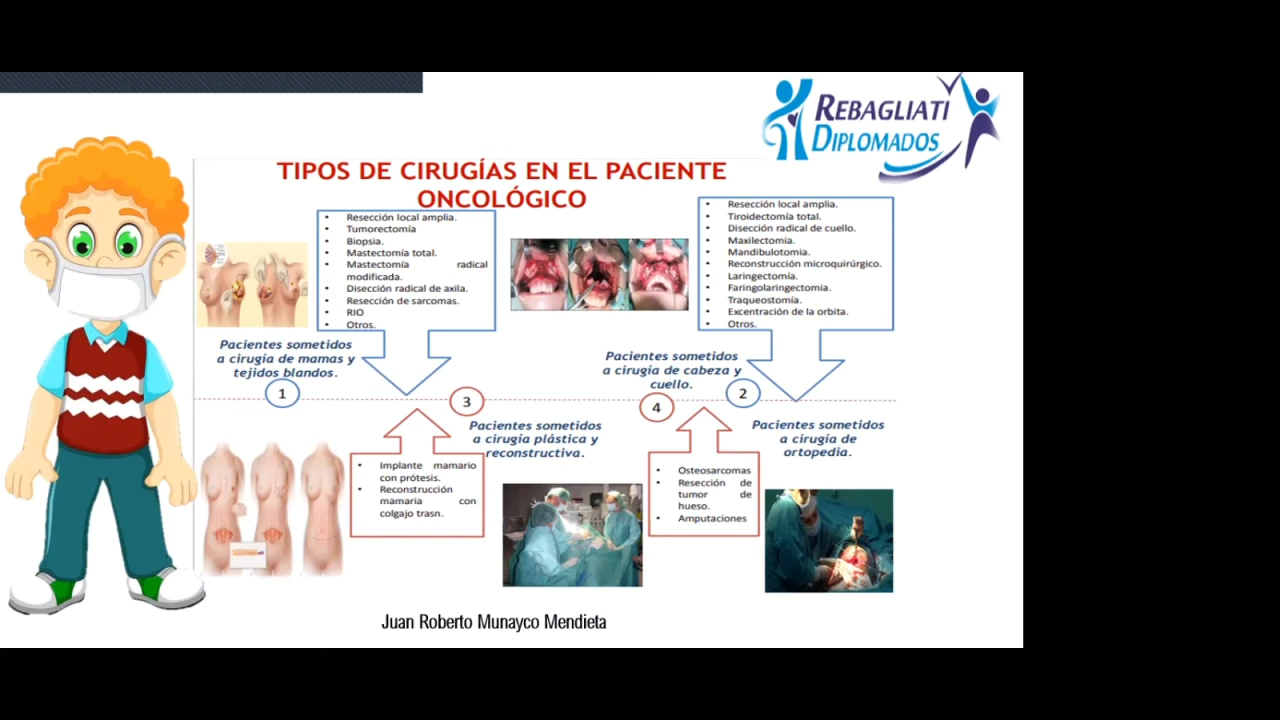 REBAGLIATI
DIPLOMADOS
TIPOS DE CIRUGÍAS EN EL PACIENTE
ONCOLÓGICO
• Resección local amplia.
• Tumorectomía
• Biopsia.
• Mastectomía total.
• Mastectomía radical
modificada.
• Disección radical de axila.
• Resección de sarcomas.
• RIO
• Otros.
Pacientes sometidos
a cirugía de mamas y
tejidos blandos.
1
• Resección local amplia.
• Tiroidectomía total.
• Disección radical de cuello.
• Maxilectomia.
• Mandibulotomia.
• Reconstrucción microquirúrgico.
• Laringectomía.
• Faringolaringectomia.
• Traqueostomía.
• Excentración de la orbita.
• Otros.
Pacientes sometidos
a cirugía de cabeza y
cuello.
2
3
Pacientes sometidos
a cirugía plástica y
reconstructiva.
• Implante mamario
con prótesis.
• Reconstrucción
mamaria con
colgajo trasn.
4
Pacientes sometidos
a cirugía de
ortopedia.
• Osteosarcomas
• Resección de
tumor de
hueso.
• Amputaciones
Juan Roberto Munayco Mendieta